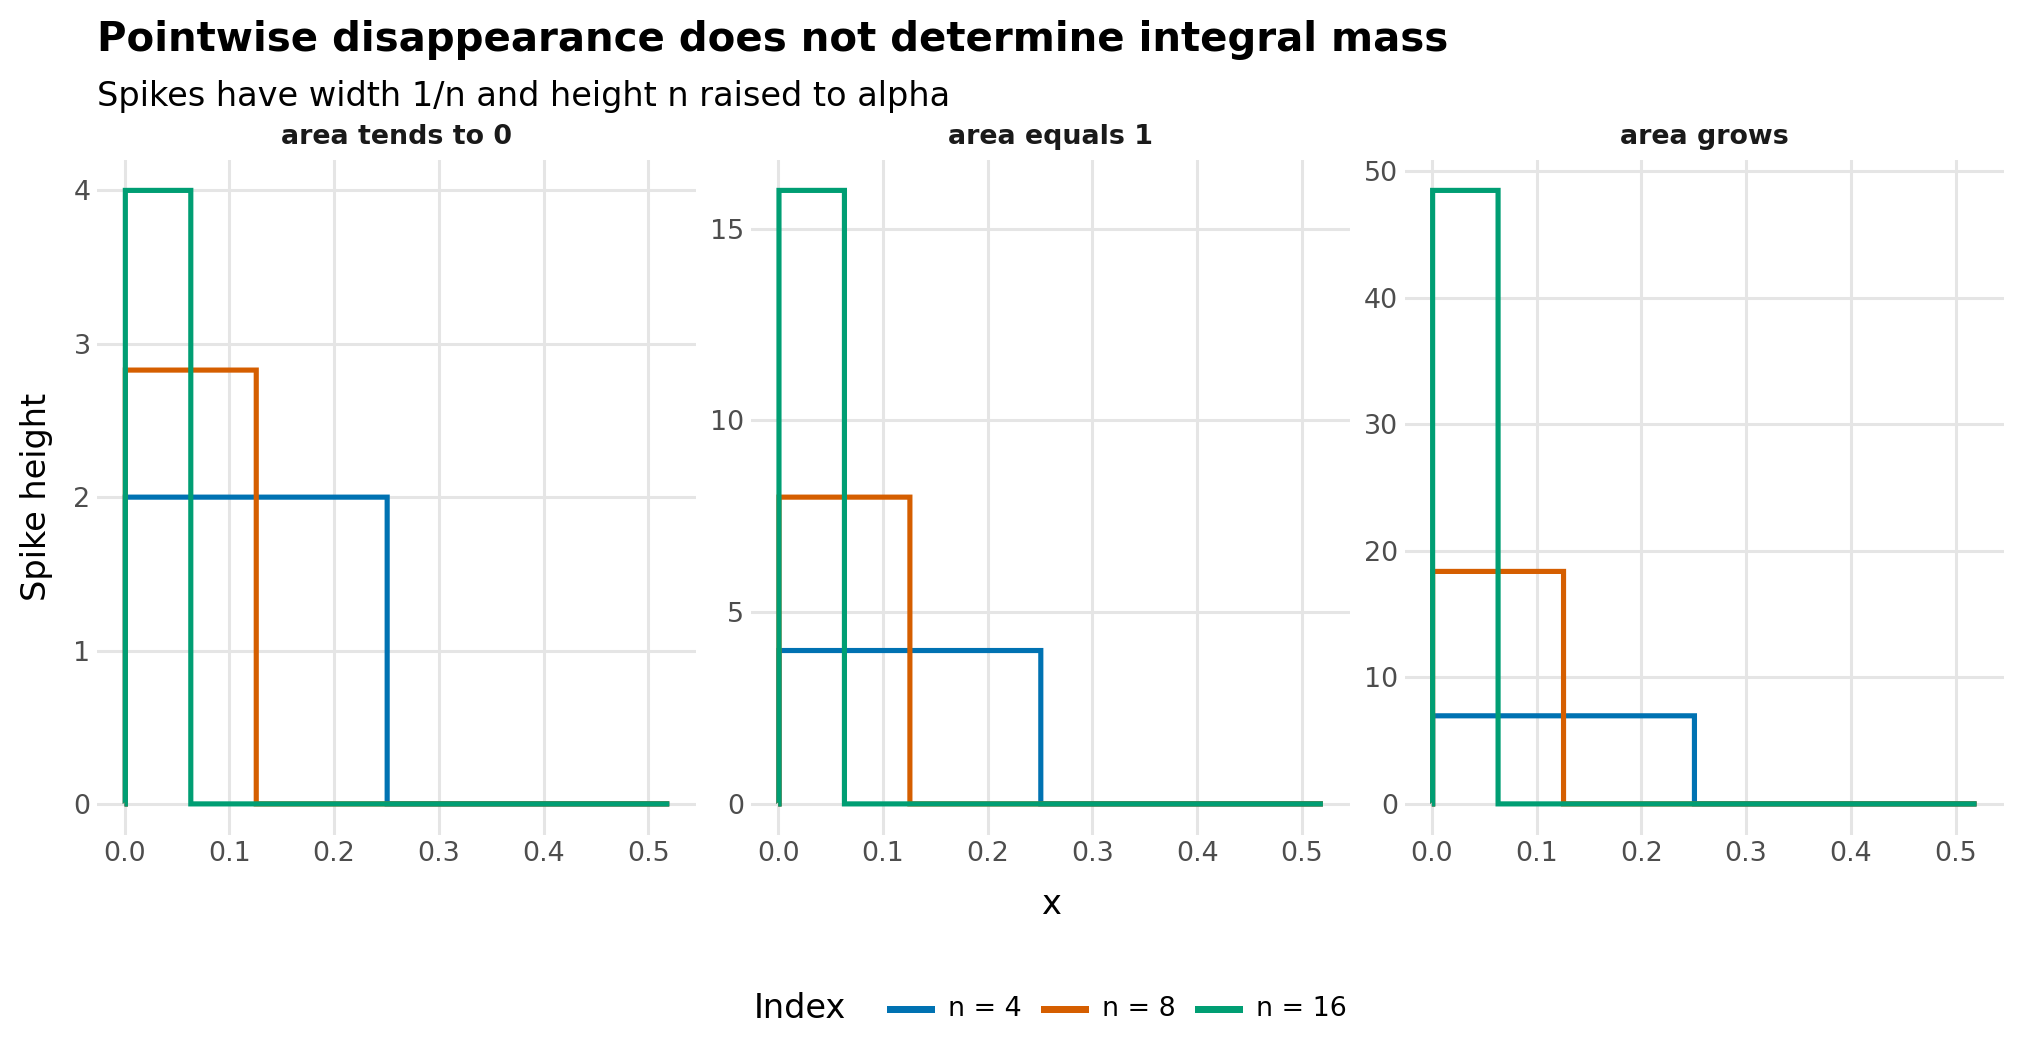 Pointwise disappearance does not determine integral mass
Spikes have width 1/n and height n raised to alpha
area tends to 0
area equals 1
area grows
Spike height
4
3
2
1
0
0.0 0.1 0.2 0.3 0.4 0.5
15
10
5
0
0.0 0.1 0.2 0.3 0.4 0.5
50
40
30
20
10
0
0.0 0.1 0.2 0.3 0.4 0.5
x
Index n = 4 n = 8 n = 16